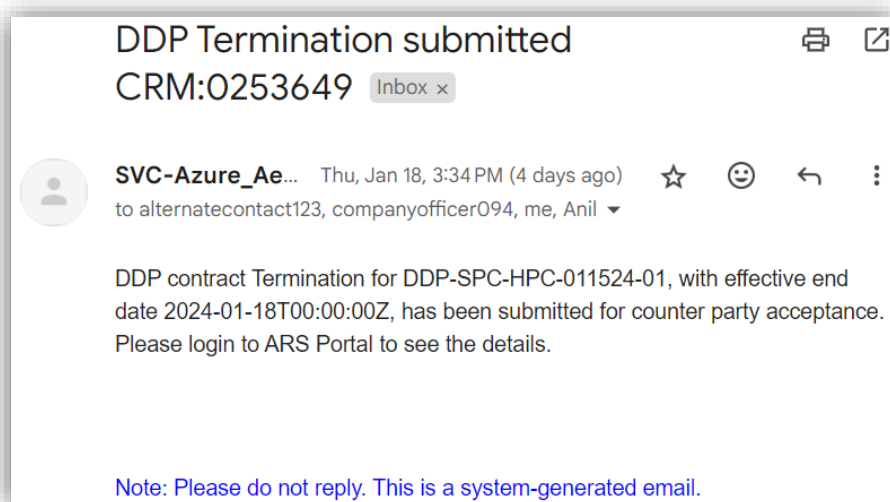 DDP Termination submitted
CRM:0253649 Inbox x
SVC-Azure_Ae... Thu, Jan 18, 3:34 PM (4 days ago)
to alternatecontact123, companyofficer094, me, Anil
DDP contract Termination for DDP-SPC-HPC-011524-01, with effective end
date 2024-01-18T00:00:00Z, has been submitted for counter party acceptance.
Please login to ARS Portal to see the details.
Note: Please do not reply. This is a system-generated email.